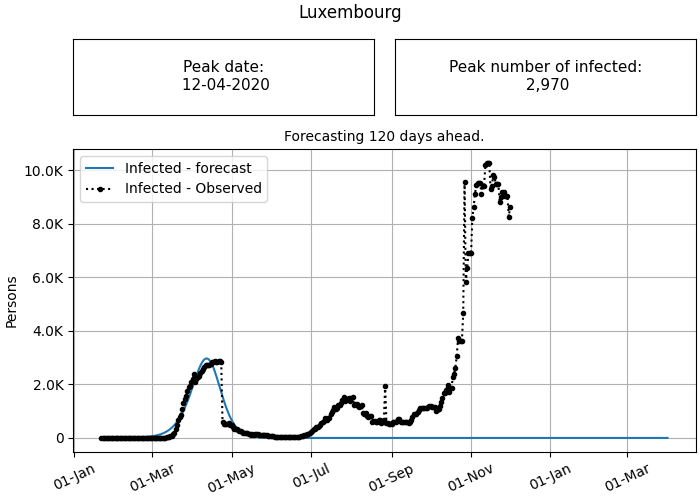 Luxembourg
Peak date:
12-04-2020
Peak number of infected:
2,970
Forecasting 120 days ahead.
Infected - forecast
Infected - Observed
10.0K
8.0K
6.0K
4.0K
2.0K
0
Persons
01-Jan
01-Mar
01-May
01-Jul
01-Sep
01-Nov
01-Jan
01-Mar